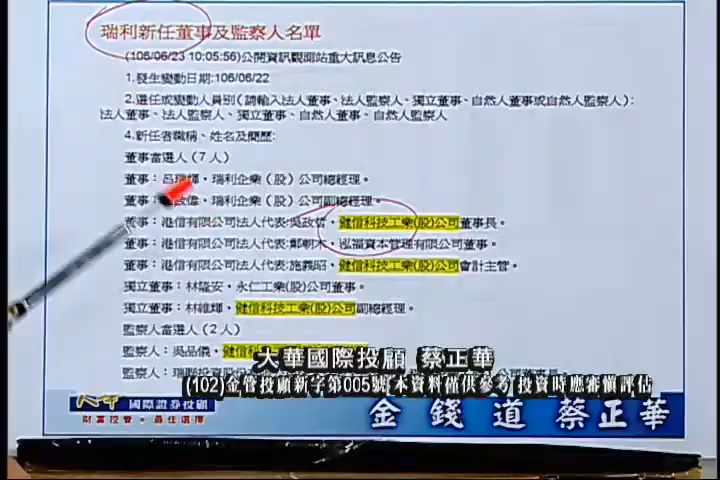 瑞利新任董事及監察人名單
(106/06/23 10:05:56)公開資訊觀測站重大訊息公告
1.發生變動日期:106/06/22
2.選任或變動人員別(請輸入法人董事、法人監察人、獨立董事、自然人董事或自然人監察人):
法人董事、法人監察人、獨立董事、自然人董事、自然人監察人
4.新任者職稱、姓名及簡歷:
董事當選人(7人)
董事:呂瑞輝,瑞利企業(股)公司總經理。
董事: 政偉,瑞利企業(股)公司副總經理。
董事:港信有限公司法人代表:吳政哲,健信科技工業(股)公司董事長。
董事:港信有限公司法人代表:鄭朝木,泓福資本管理有限公司董事。
董事:港信有限公司法人代表:施義昭,健信科技工業(股)公司會計主管。
獨立董事:林隆安,永仁工業(股)公司董事。
獨立董事:林維輝,健信科技工業(股)公司副總經理。
監察人當選人(2人)
監察人:吳品儀,健信
監察人:瑞
大華國際投顧 蔡正華
(102)金管投顧新字第005號 本資料僅供參考 投資時應審慎評估
大華 國際證券投顧
財富控管 最佳選擇
金錢道 蔡正華